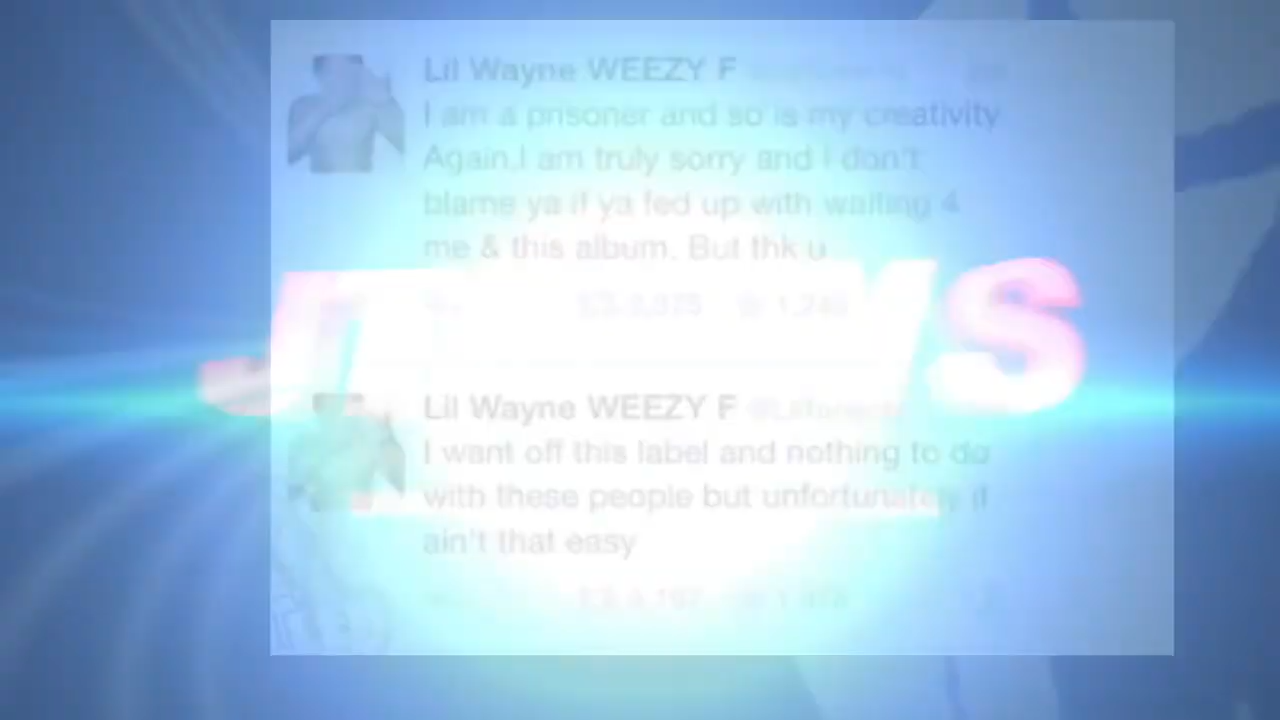 Lil Wayne WEEZY F
I am a prisoner and so is my creativity
Again,I am truly sorry and I don't
blame ya if ya fed up with waiting 4
me & this album. But thk u
Lil Wayne WEEZY F
I want off this label and nothing to do
with these people but unfortunately it
ain't that easy